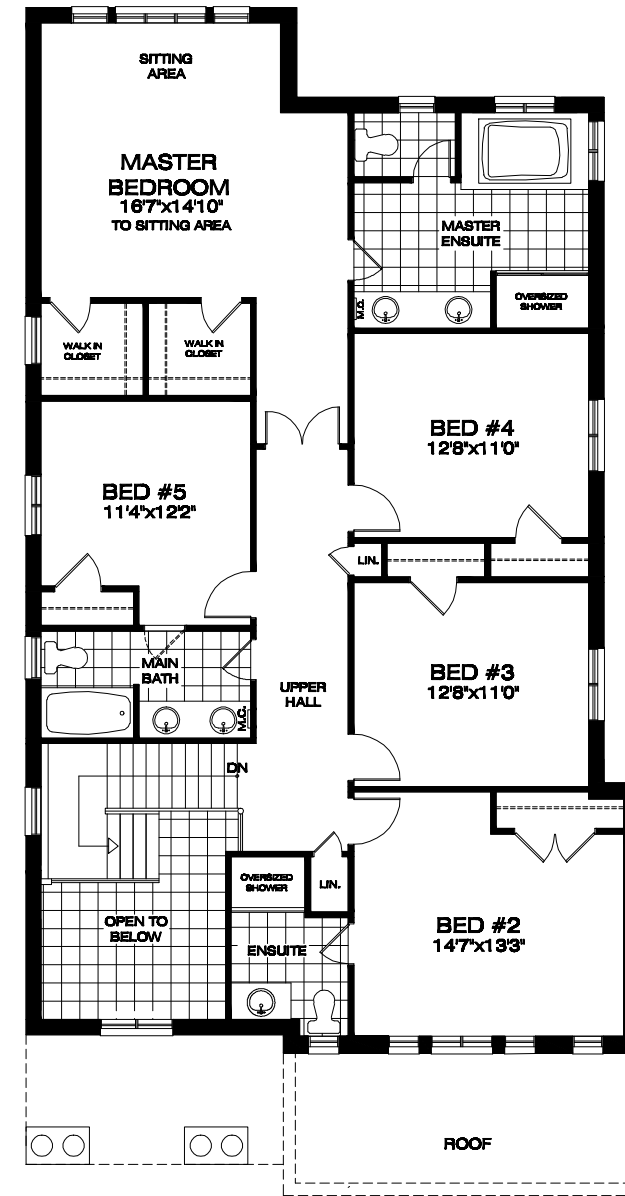 SITTING
AREA
MASTER
BEDROOM
16'7"x14'10"
TO SITTING AREA
MASTER
ENSUITE
M.C.
OVERSIZED
SHOWER
WALK IN
CLOSET
WALK IN
CLOSET
BED #4
12'8"x11'0"
BED #5
11'4"x12'2"
LIN.
MAIN
BATH
M.C.
UPPER
HALL
BED #3
12'8"x11'0"
DN
OVERSIZED
SHOWER
LIN.
OPEN TO
BELOW
ENSUITE
BED #2
14'7"x13'3"
ROOF